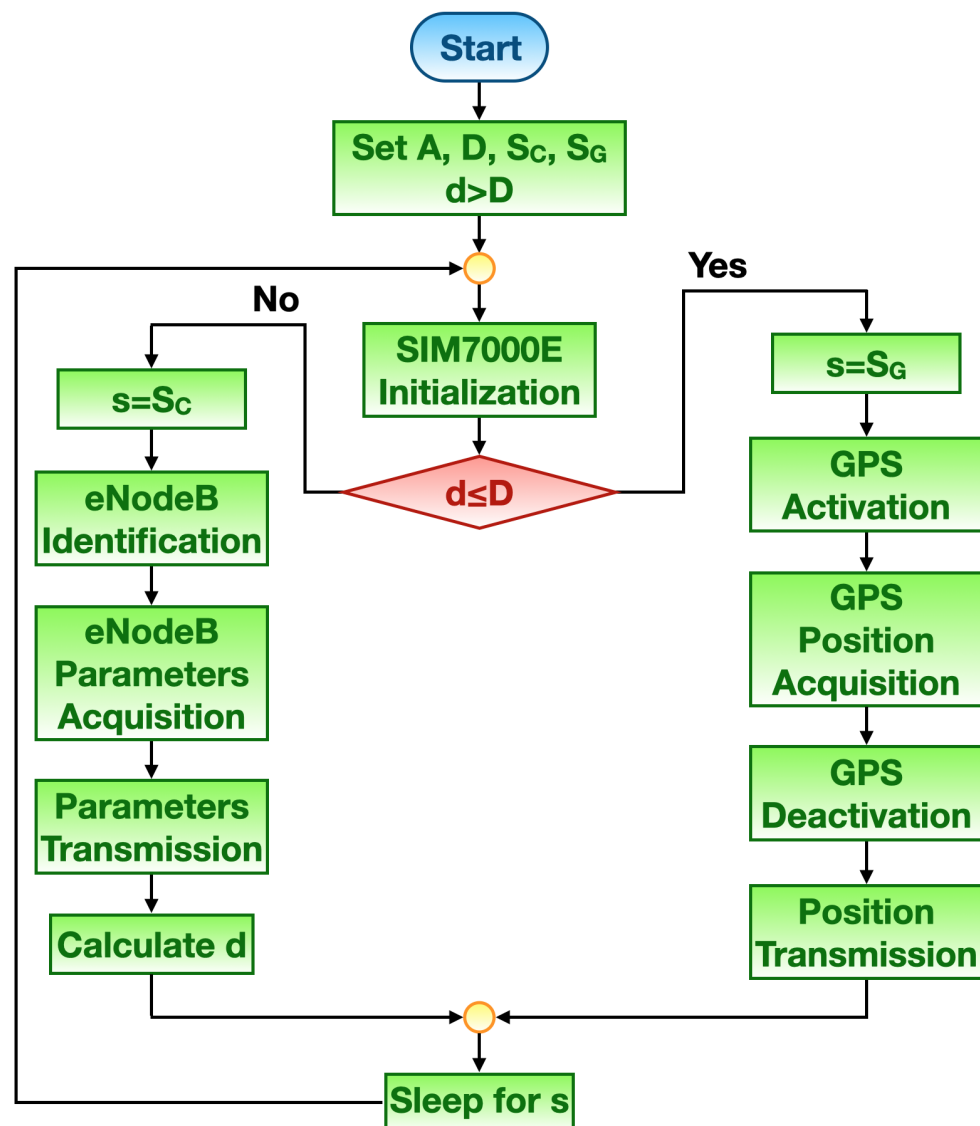 Start
Set A, D, SC, SG
d>D
Yes
No
SIM7000E
Initialization
s=SG
s=SC
d≤D
GPS
Activation
eNodeB
Identification
GPS
Position
Acquisition
eNodeB
Parameters
Acquisition
GPS
Deactivation
Parameters
Transmission
Position
Transmission
Calculate d
Sleep for s